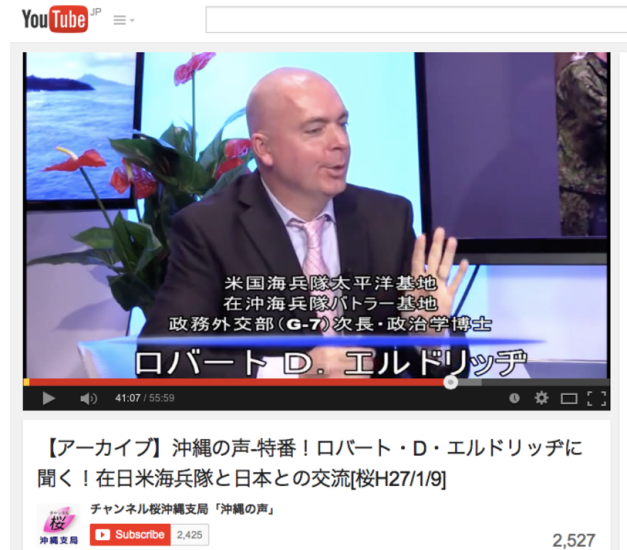 YouTube JP
米国海兵隊太平洋基地
在沖海兵隊バトラー基地
政務外交部（G-7）次長・政治学博士
ロバート D. エルドリッヂ
41:07 / 55:59
【アーカイブ】沖縄の声-特番！ロバート・D・エルドリッヂに
聞く！在日米海兵隊と日本との交流[桜H27/1/9]
チャンネル桜沖縄支局「沖縄の声」
チャンネル
桜
沖縄支局
Subscribe 2,425
2,527